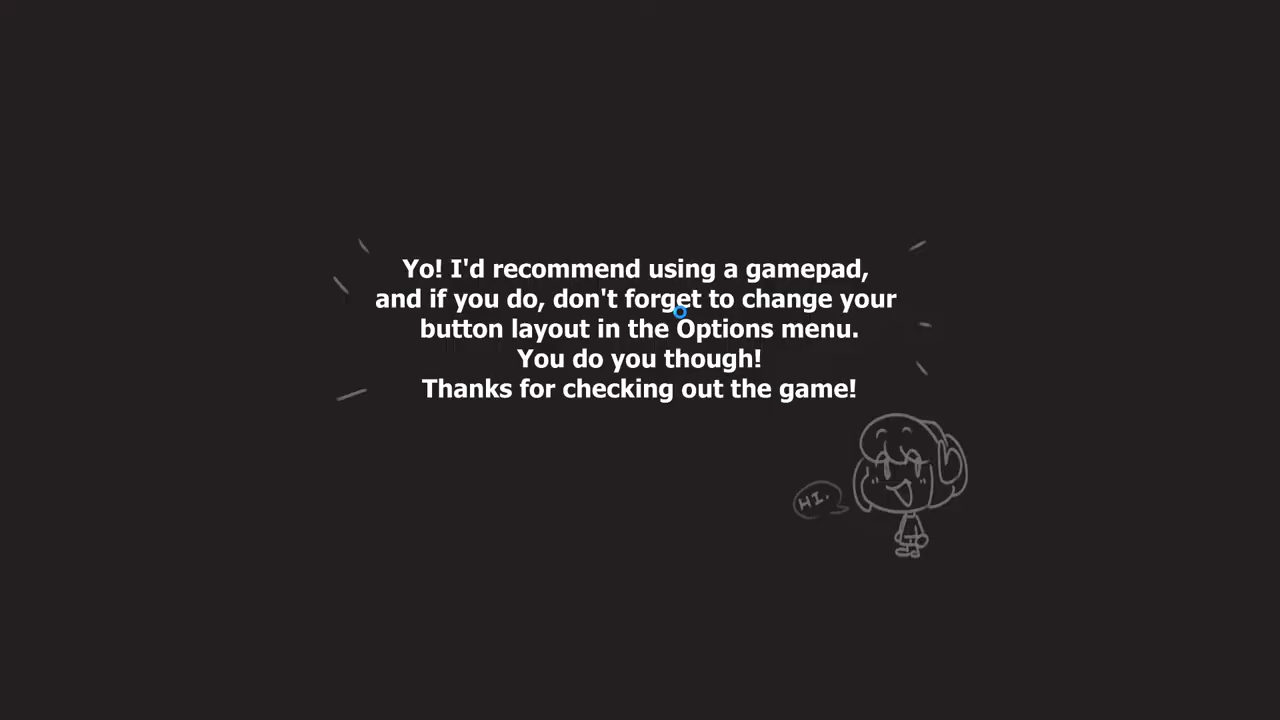 Yo! I'd recommend using a gamepad,
and if you do, don't forget to change your
button layout in the Options menu.
You do you though!
Thanks for checking out the game!
HI.